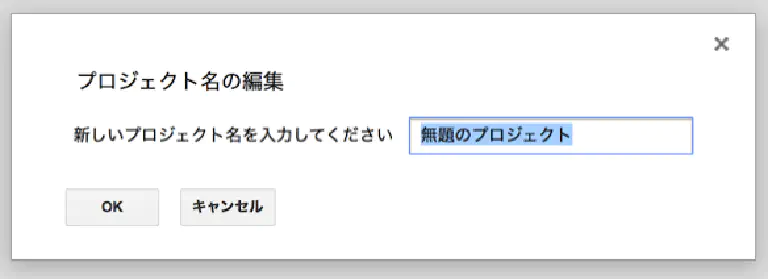 プロジェクト名の編集
新しいプロジェクト名を入力してください 無題のプロジェクト
OK キャンセル